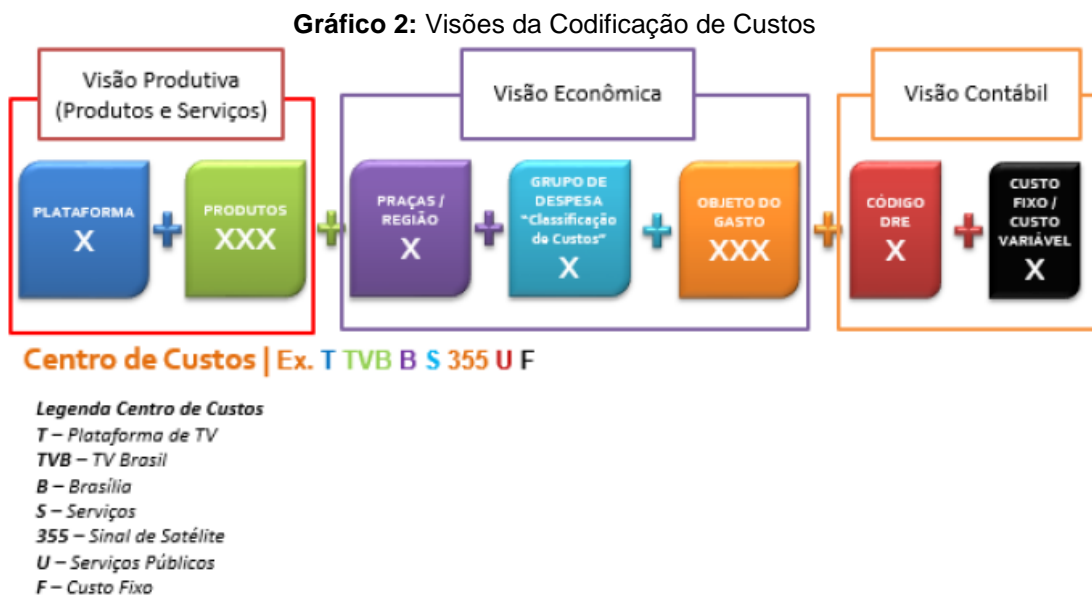 Gráfico 2: Visões da Codificação de Custos
Visão Produtiva
(Produtos e Serviços)
Visão Econômica
Visão Contábil
PLATAFORMA
X
PRODUTOS
XXX
PRAÇAS /
REGIÃO
X
GRUPO DE
DESPESA
"Classificação
de Custos"
X
OBJETO DO
GASTO
XXX
CÓDIGO
DRE
X
CUSTO
FIXO /
CUSTO
VARIÁVEL
X
Centro de Custos | Ex. T TVB B S 355 U F
Legenda Centro de Custos
T – Plataforma de TV
TVB – TV Brasil
B – Brasília
S – Serviços
355 – Sinal de Satélite
U – Serviços Públicos
F – Custo Fixo